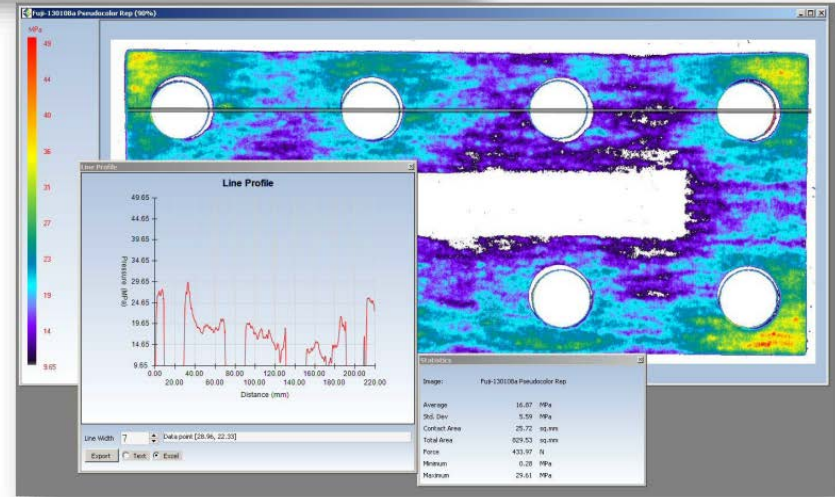 Fuji-130108a Pseudocolor Rep (98%)
MPa
49
44
40
36
31
27
23
19
14
9.65
Line Profile
Line Profile
49.65
44.65
39.65
34.65
29.65
24.65
19.65
14.65
9.65
Pressure (MPa)
0.00 40.00 80.00 120.00 160.00 200.00
20.00 60.00 100.00 140.00 180.00 220.00
Distance (mm)
Line Width 7 Data point [28.96, 22.33]
Export Text Excel
Statistics
Image: Fuji-130108a Pseudocolor Rep
Average 16.87 MPa
Std. Dev 5.59 MPa
Contact Area 25.72 sq.mm
Total Area 829.53 sq.mm
Force 433.97 N
Minimum 0.28 MPa
Maximum 29.61 MPa